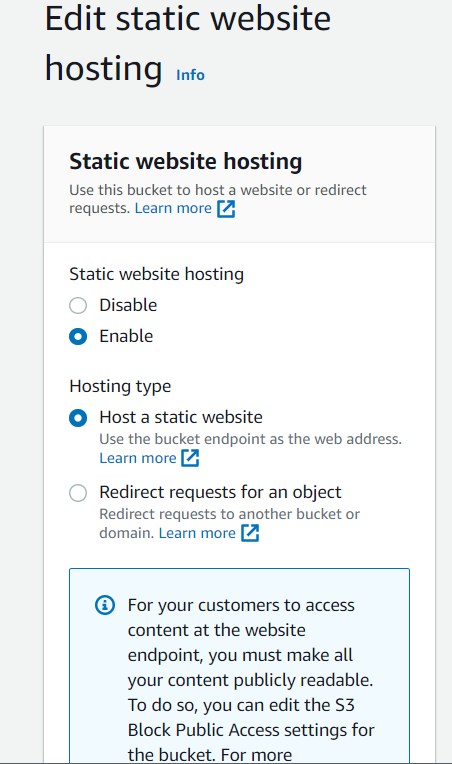 Edit static website
hosting Info
Static website hosting
Use this bucket to host a website or redirect
requests. Learn more
Static website hosting
Disable
Enable
Hosting type
Host a static website
Use the bucket endpoint as the web address.
Learn more
Redirect requests for an object
Redirect requests to another bucket or
domain. Learn more
For your customers to access
content at the website
endpoint, you must make all
your content publicly readable.
To do so, you can edit the S3
Block Public Access settings for
the bucket. For more